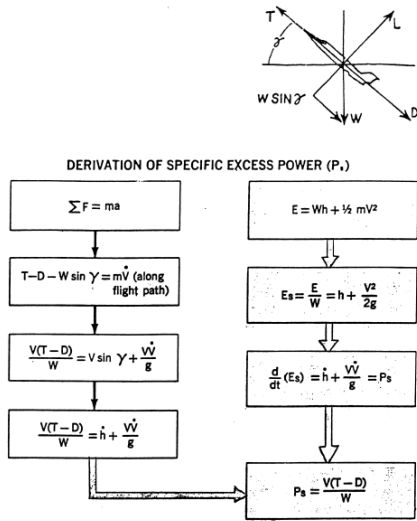 T
L
γ
W SIN γ
W
D
DERIVATION OF SPECIFIC EXCESS POWER (Pₛ)
∑F = ma
T–D – W sin γ = mV̇ (along
flight path)
V(T – D)/W = V sin γ + VV̇/g
V(T – D)/W = ḣ + VV̇/g
E = Wh + ½ mV²
Eₛ = E/W = h + V²/2g
d/dt (Eₛ) = ḣ + VV̇/g = Pₛ
Pₛ = V(T – D)/W